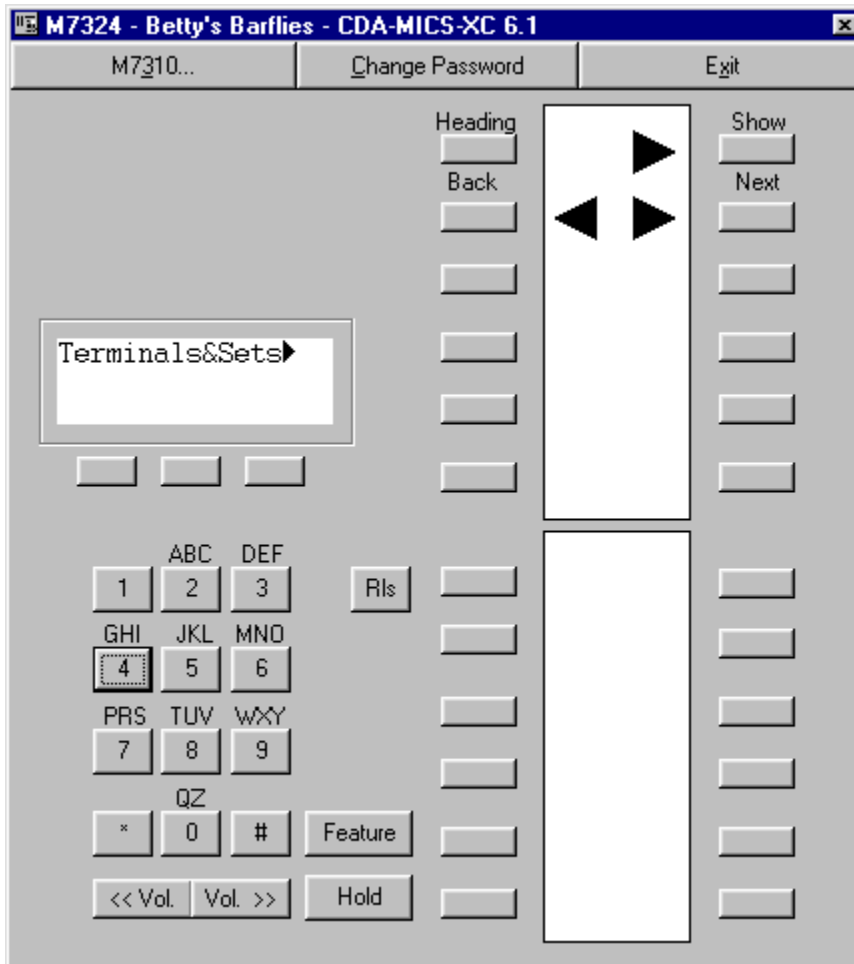 M7324 - Betty's Barflies - CDA-MICS-XC 6.1
M7310... Change Password Exit
Heading Show
Back Next
Terminals&Sets
ABC DEF
1 2 3 Rls
GHI JKL MNO
4 5 6
PRS TUV WXY
7 8 9
QZ
* 0 # Feature
<< Vol. Vol. >> Hold